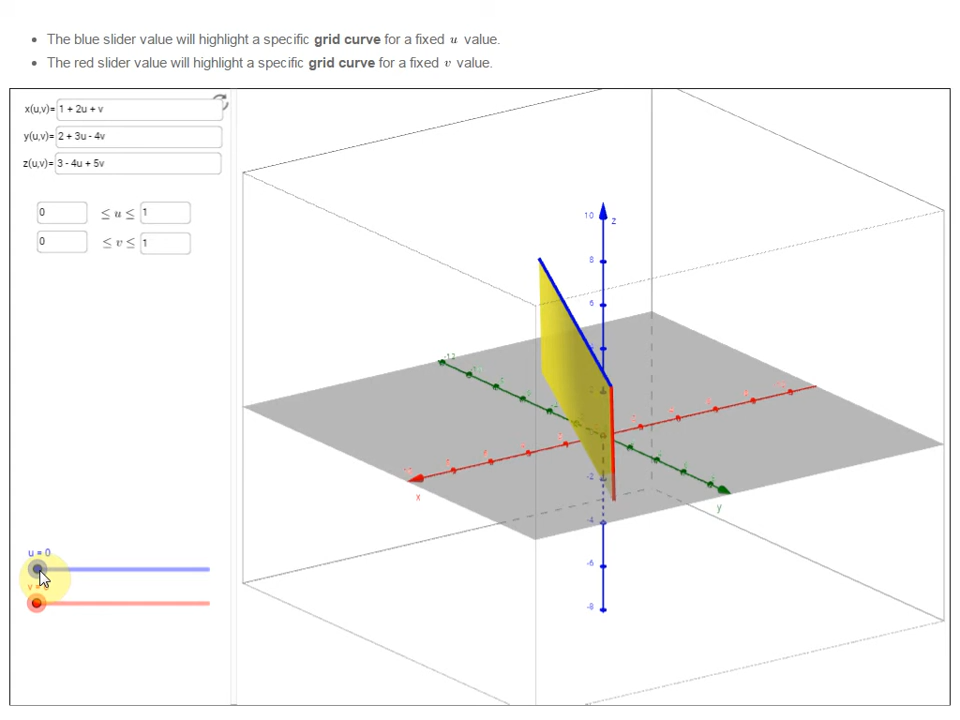 The blue slider value will highlight a specific grid curve for a fixed u value.
The red slider value will highlight a specific grid curve for a fixed v value.
x(u,v)= 1 + 2u + v
y(u,v)= 2 + 3u - 4v
z(u,v)= 3 - 4u + 5v
0 ≤ u ≤ 1
0 ≤ v ≤ 1
10
z
8
6
-12
-2
-4
x
y
-6
-8
u = 0